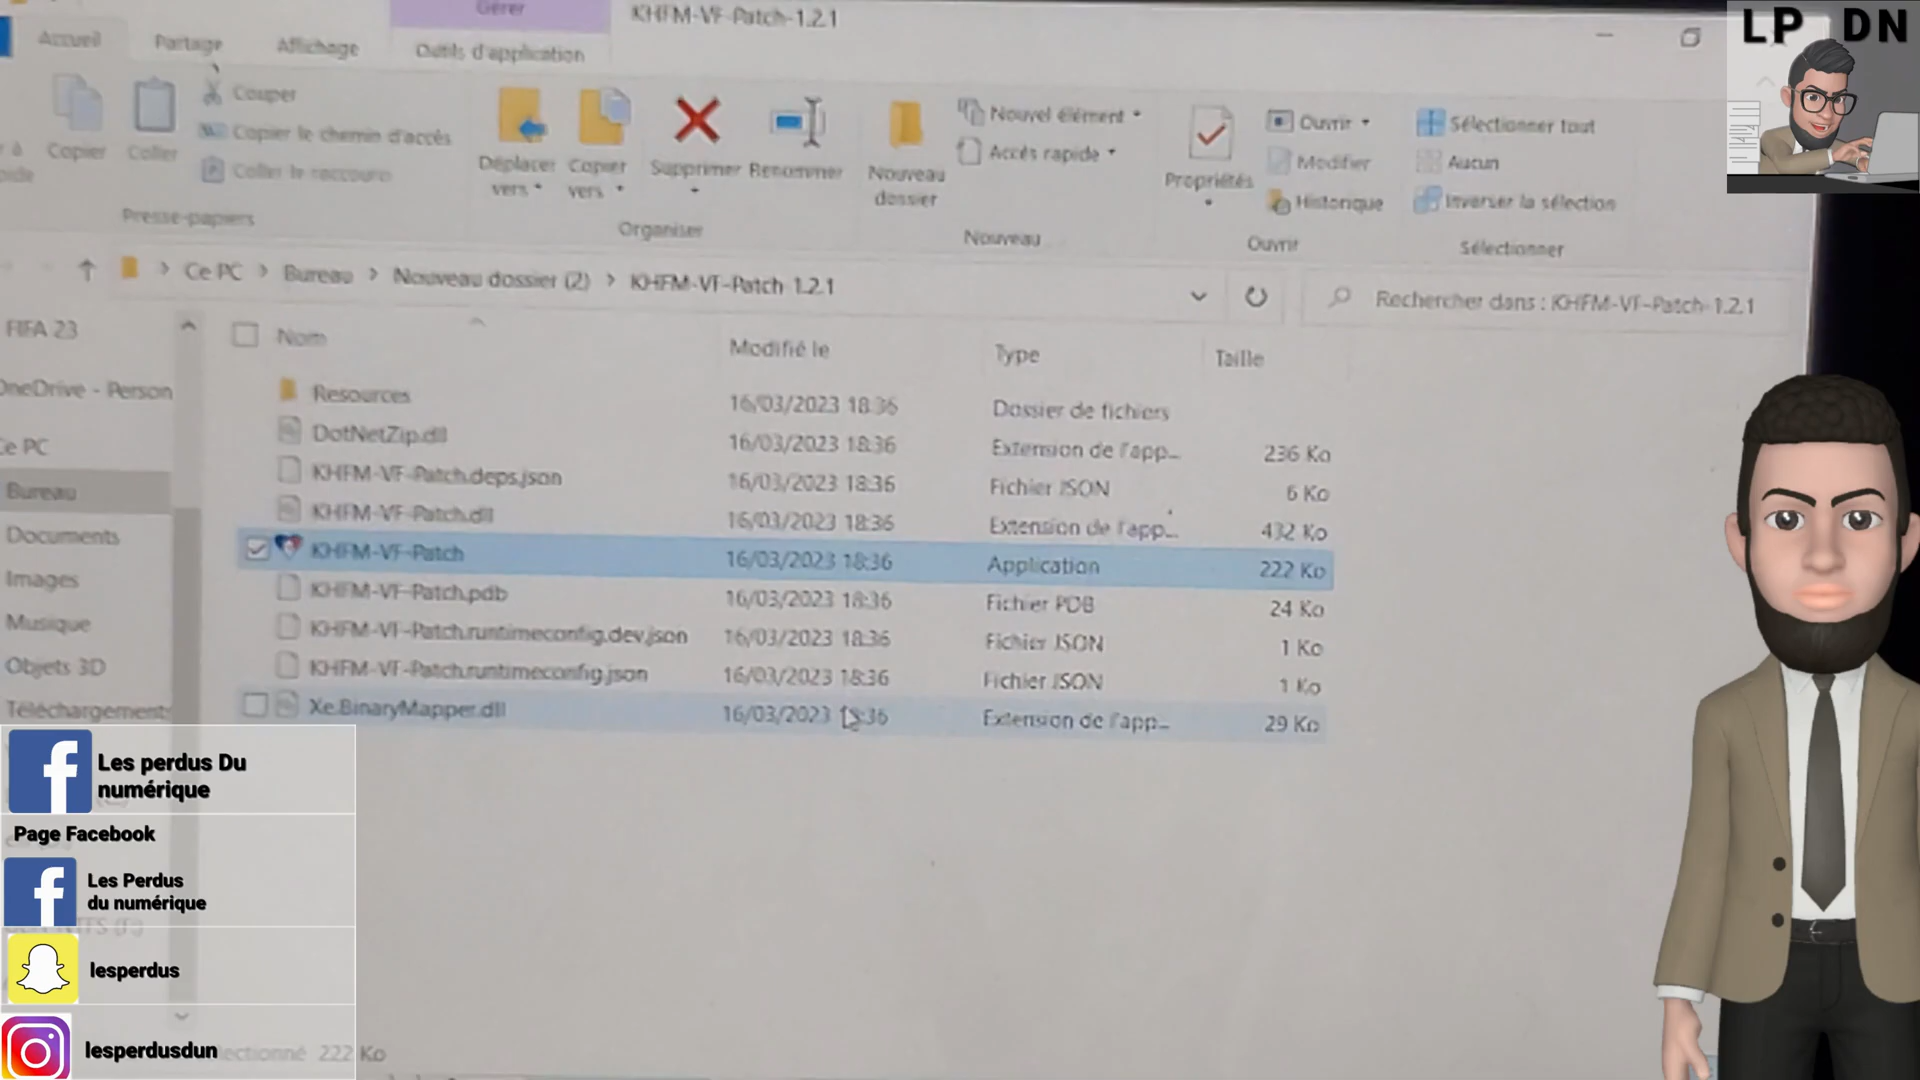 Gérer
KHFM-VF-Patch-1.2.1
LP DN
Accueil
Partage
Affichage
Outils d'application
Couper
Copier le chemin d'accès
Coller le raccourci
Copier
Coller
Presse-papiers
Déplacer vers
Copier vers
Supprimer
Renommer
Organiser
Nouveau dossier
Nouvel élément
Accès rapide
Nouveau
Propriétés
Ouvrir
Modifier
Historique
Ouvrir
Sélectionner tout
Aucun
Inverser la sélection
Sélectionner
Ce PC > Bureau > Nouveau dossier (2) > KHFM-VF-Patch-1.2.1
Rechercher dans : KHFM-VF-Patch-1.2.1
FIFA 23
OneDrive - Person
Ce PC
Bureau
Documents
Images
Musique
Objets 3D
Téléchargement
Nom Modifié le Type Taille
Resources 16/03/2023 18:36 Dossier de fichiers
DotNetZip.dll 16/03/2023 18:36 Extension de l'app... 236 Ko
KHFM-VF-Patch.deps.json 16/03/2023 18:36 Fichier JSON 6 Ko
KHFM-VF-Patch.dll 16/03/2023 18:36 Extension de l'app... 432 Ko
KHFM-VF-Patch 16/03/2023 18:36 Application 222 Ko
KHFM-VF-Patch.pdb 16/03/2023 18:36 Fichier PDB 24 Ko
KHFM-VF-Patch.runtimeconfig.dev.json 16/03/2023 18:36 Fichier JSON 1 Ko
KHFM-VF-Patch.runtimeconfig.json 16/03/2023 18:36 Fichier JSON 1 Ko
Xe.BinaryMapper.dll 16/03/2023 18:36 Extension de l'app... 29 Ko
Les perdus Du
numérique
Page Facebook
Les Perdus
du numérique
lesperdus
lesperdusdun
lectionné 222 Ko